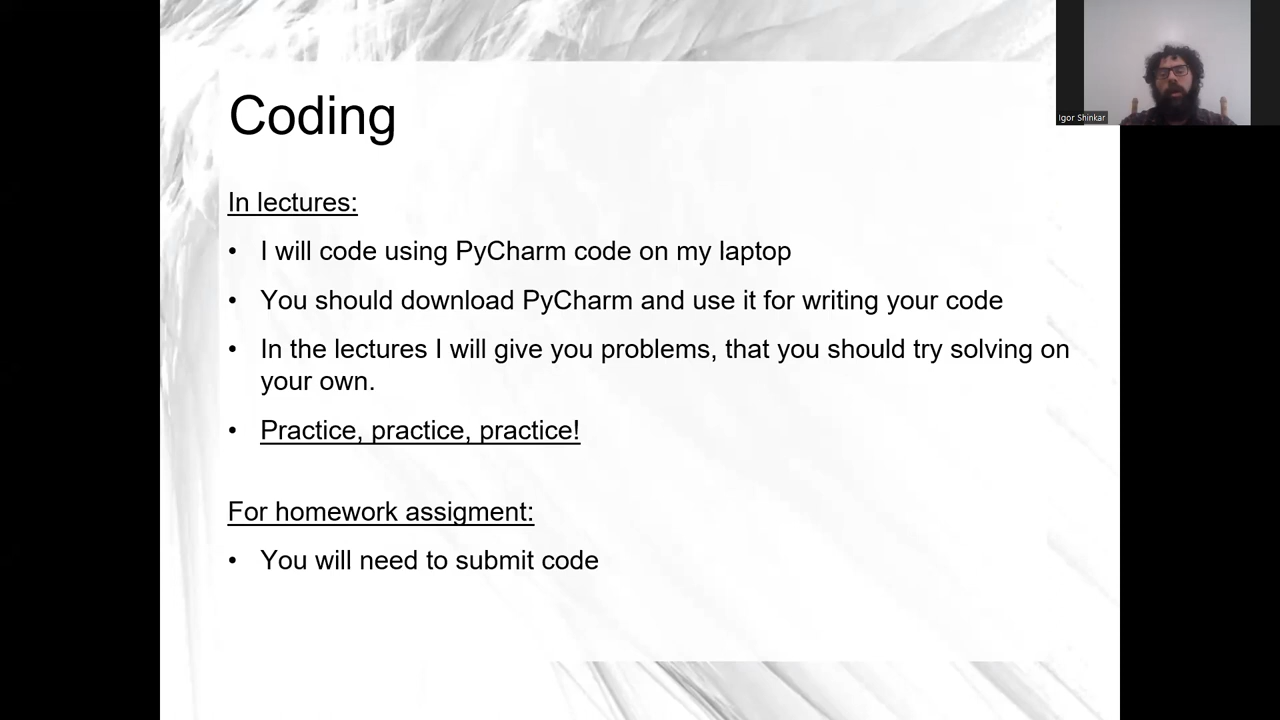 Coding
Igor Shinkar
In lectures:
• I will code using PyCharm code on my laptop
• You should download PyCharm and use it for writing your code
• In the lectures I will give you problems, that you should try solving on
your own.
• Practice, practice, practice!
For homework assigment:
• You will need to submit code